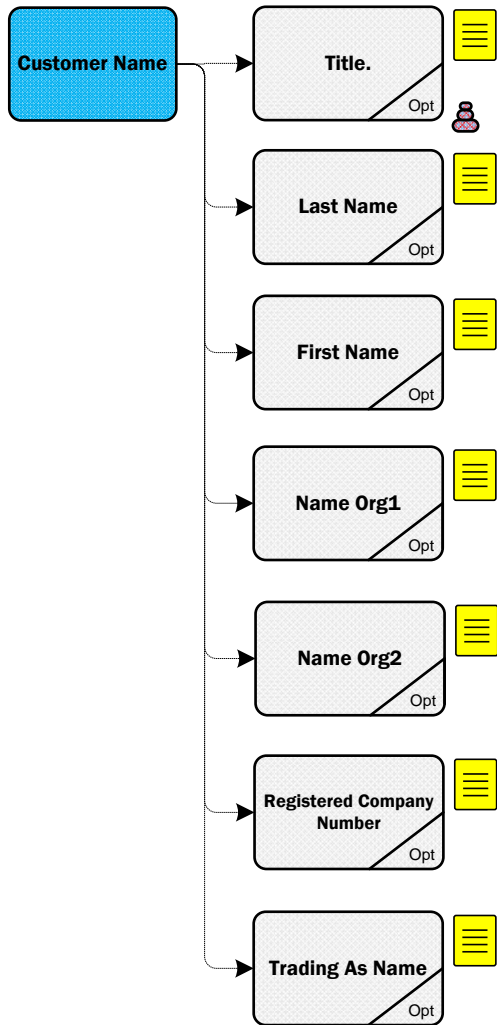 Customer Name
Title.
Opt
Last Name
Opt
First Name
Opt
Name Org1
Opt
Name Org2
Opt
Registered Company
Number
Opt
Trading As Name
Opt